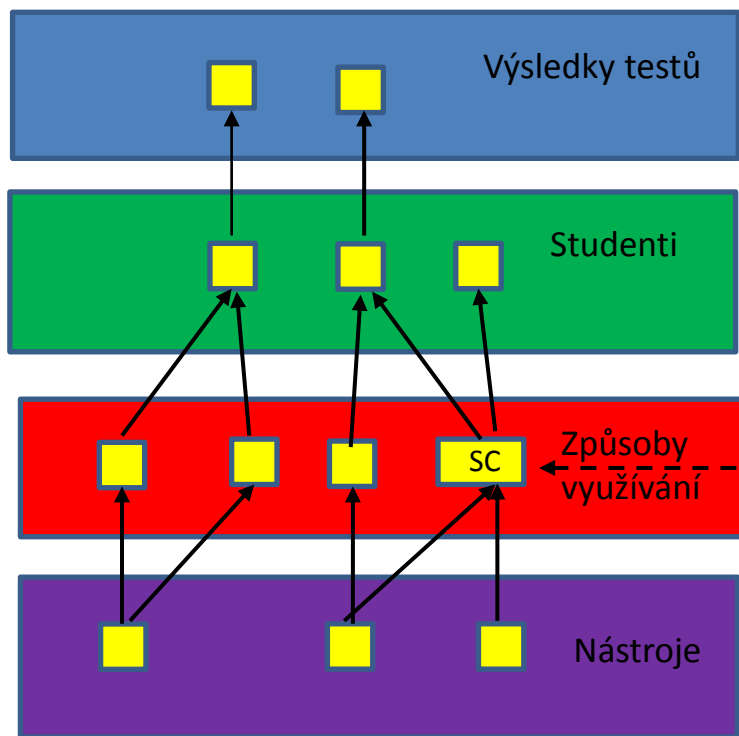 Výsledky testů
Studenti
SC
Způsoby
využívání
Nástroje